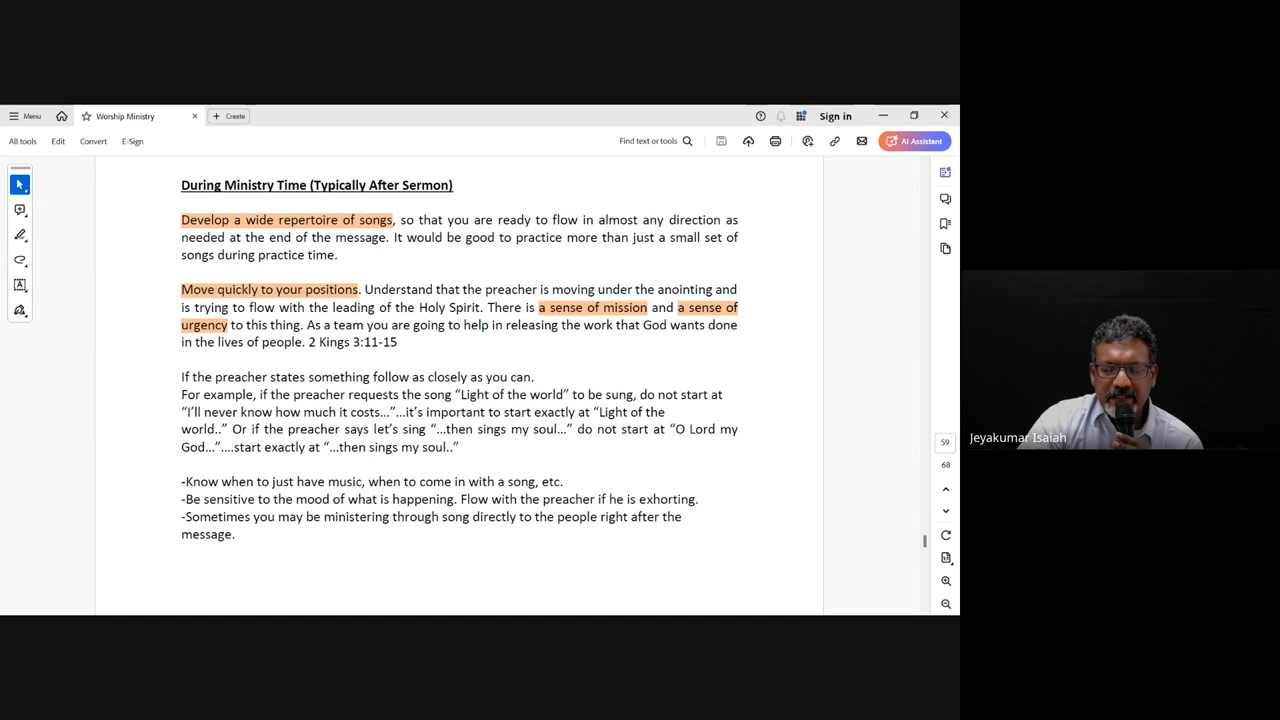 Menu
Worship Ministry
Create
Sign in
All tools
Edit
Convert
E-Sign
Find text or tools
AI Assistant
During Ministry Time (Typically After Sermon)
Develop a wide repertoire of songs, so that you are ready to flow in almost any direction as
needed at the end of the message. It would be good to practice more than just a small set of
songs during practice time.
Move quickly to your positions. Understand that the preacher is moving under the anointing and
is trying to flow with the leading of the Holy Spirit. There is a sense of mission and a sense of
urgency to this thing. As a team you are going to help in releasing the work that God wants done
in the lives of people. 2 Kings 3:11-15
If the preacher states something follow as closely as you can.
For example, if the preacher requests the song “Light of the world” to be sung, do not start at
“I’ll never know how much it costs...”...it’s important to start exactly at “Light of the
world..” Or if the preacher says let’s sing “...then sings my soul...” do not start at “O Lord my
God...”....start exactly at “...then sings my soul..”
-Know when to just have music, when to come in with a song, etc.
-Be sensitive to the mood of what is happening. Flow with the preacher if he is exhorting.
-Sometimes you may be ministering through song directly to the people right after the
message.
59
68
Jeyakumar Isaiah